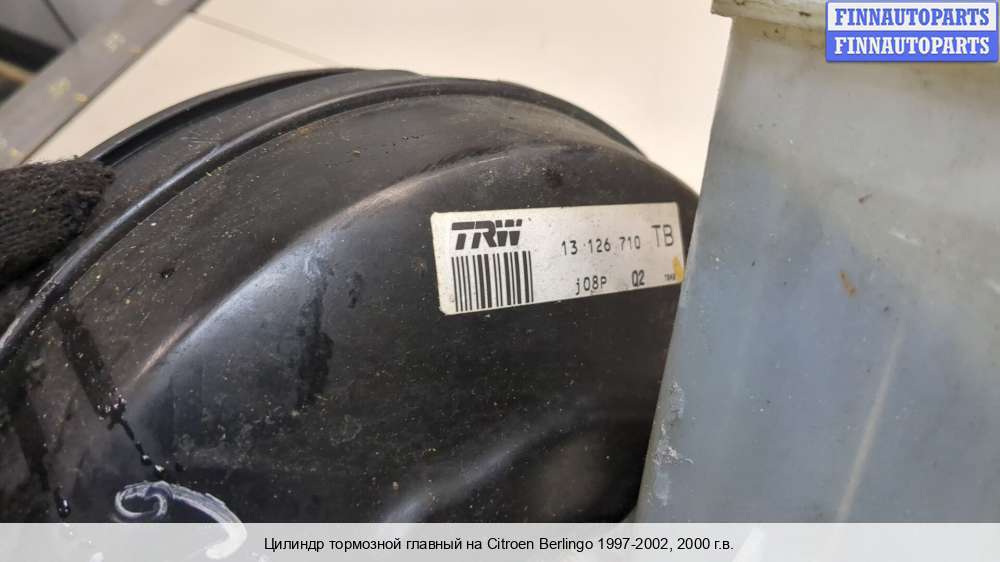 FINNAUTOPARTS
FINNAUTOPARTS
TRW 13 126 710 TB
j08P 02
Цилиндр тормозной главный на Citroen Berlingo 1997-2002, 2000 г.в.